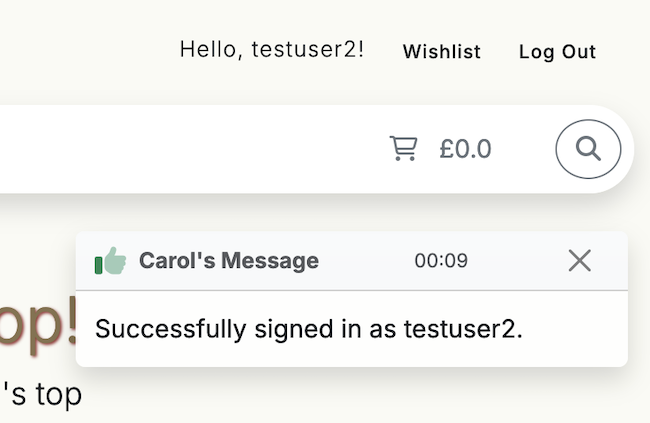 Hello, testuser2! Wishlist Log Out
£0.0
Carol's Message 00:09
op!
Successfully signed in as testuser2.
's top